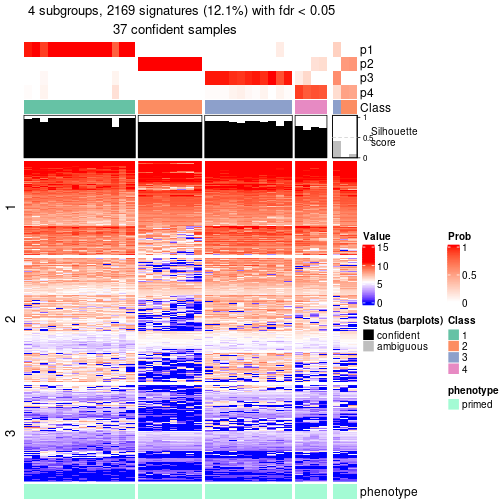 4 subgroups, 2169 signatures (12.1%) with fdr < 0.05
37 confident samples
p1
p2
p3
p4
Class
1
0.5
0
Silhouette
score
1
2
3
phenotype
Value
15
10
5
0
Prob
1
0.5
0
Status (barplots)
confident
ambiguous
Class
1
2
3
4
phenotype
primed